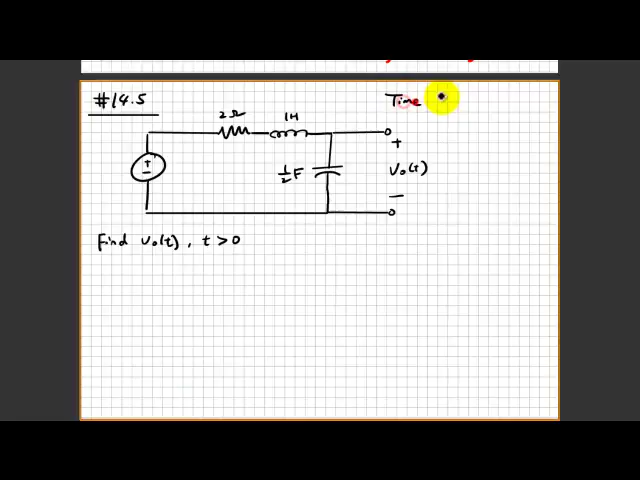 #14.5
Time
2Ω
1H
+
+
−
½F
Vo(t)
−
Find Vo(t), t > 0